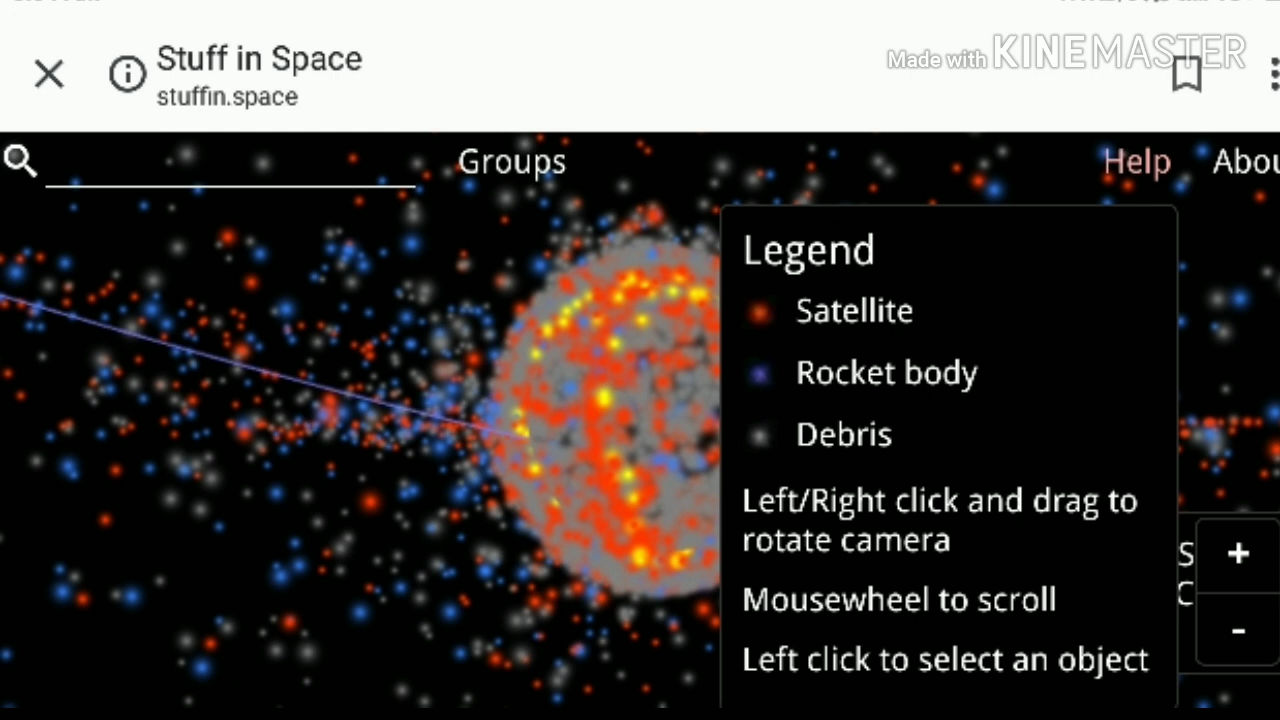 Stuff in Space
stuffin.space
Made with KINEMASTER
Groups
Help
Legend
Satellite
Rocket body
Debris
Left/Right click and drag to
rotate camera
Mousewheel to scroll
Left click to select an object
+
-